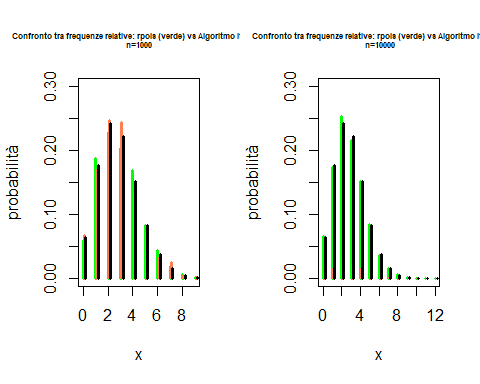 Confronto tra frequenze relative: rpois (verde) vs Algoritmo
n=1000
Confronto tra frequenze relative: rpois (verde) vs Algoritmo
n=10000
probabilità
0.00 0.10 0.20 0.30
0 2 4 6 8
x
probabilità
0.00 0.10 0.20 0.30
0 4 8 12
x